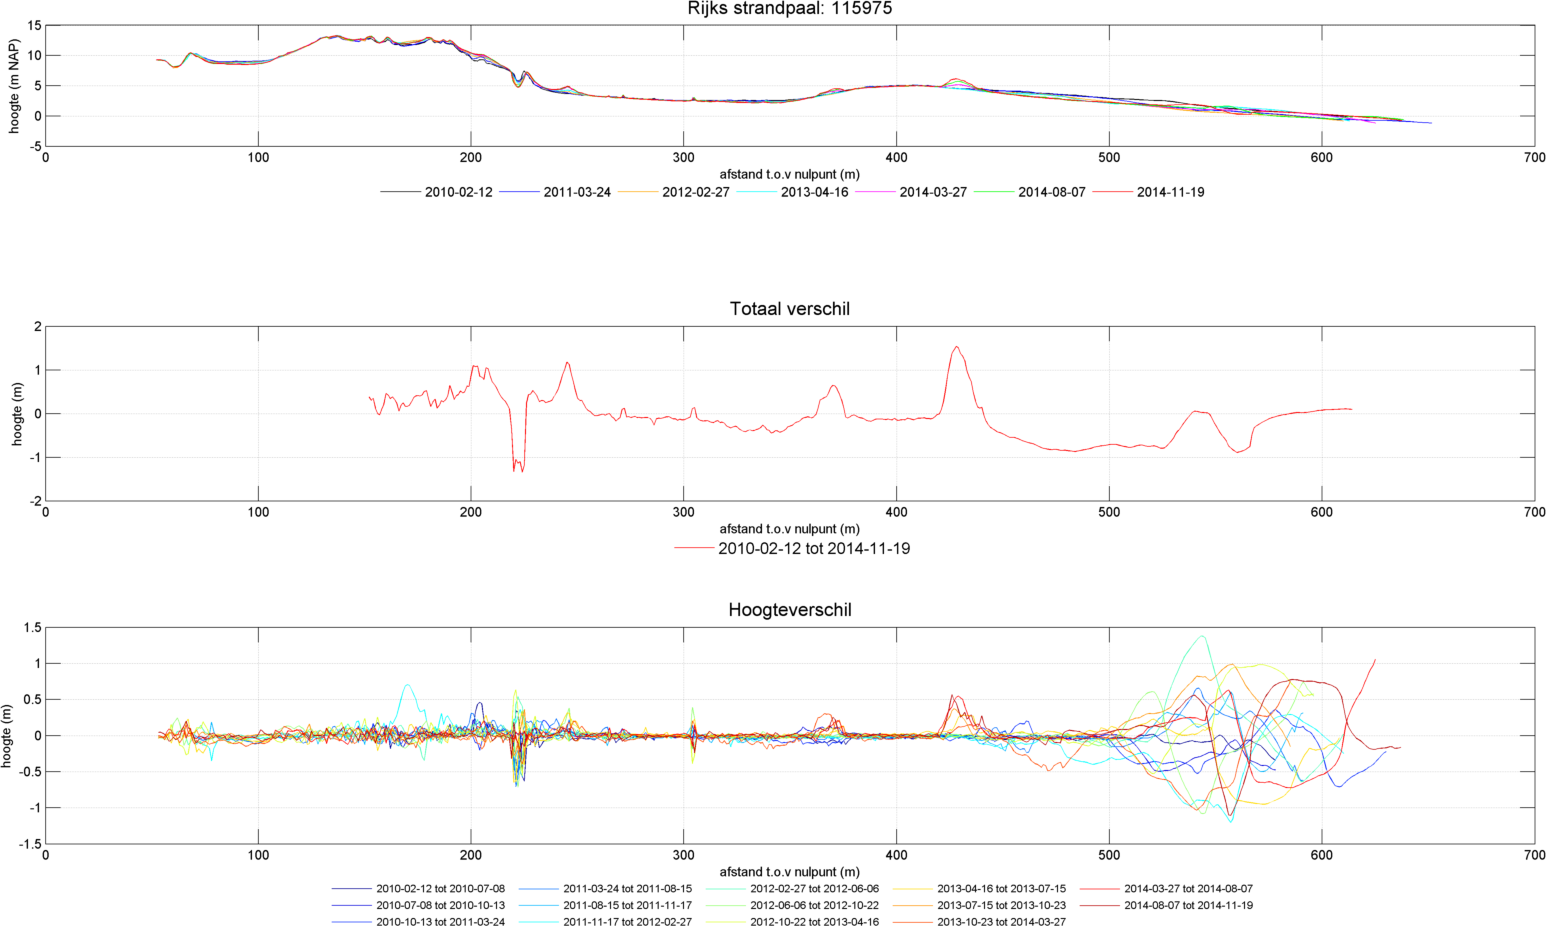 Rijks strandpaal: 115975
hoogte (m NAP)
15
10
5
0
-5
0 100 200 300 400 500 600 700
afstand t.o.v nulpunt (m)
2010-02-12 2011-03-24 2012-02-27 2013-04-16 2014-03-27 2014-08-07 2014-11-19
Totaal verschil
hoogte (m)
2
1
0
-1
-2
0 100 200 300 400 500 600 700
afstand t.o.v nulpunt (m)
2010-02-12 tot 2014-11-19
Hoogteverschil
hoogte (m)
1.5
1
0.5
0
-0.5
-1
-1.5
0 100 200 300 400 500 600 700
afstand t.o.v nulpunt (m)
2010-02-12 tot 2010-07-08 2011-03-24 tot 2011-08-15 2012-02-27 tot 2012-06-06 2013-04-16 tot 2013-07-15 2014-03-27 tot 2014-08-07
2010-07-08 tot 2010-10-13 2011-08-15 tot 2011-11-17 2012-06-06 tot 2012-10-22 2013-07-15 tot 2013-10-23 2014-08-07 tot 2014-11-19
2010-10-13 tot 2011-03-24 2011-11-17 tot 2012-02-27 2012-10-22 tot 2013-04-16 2013-10-23 tot 2014-03-27